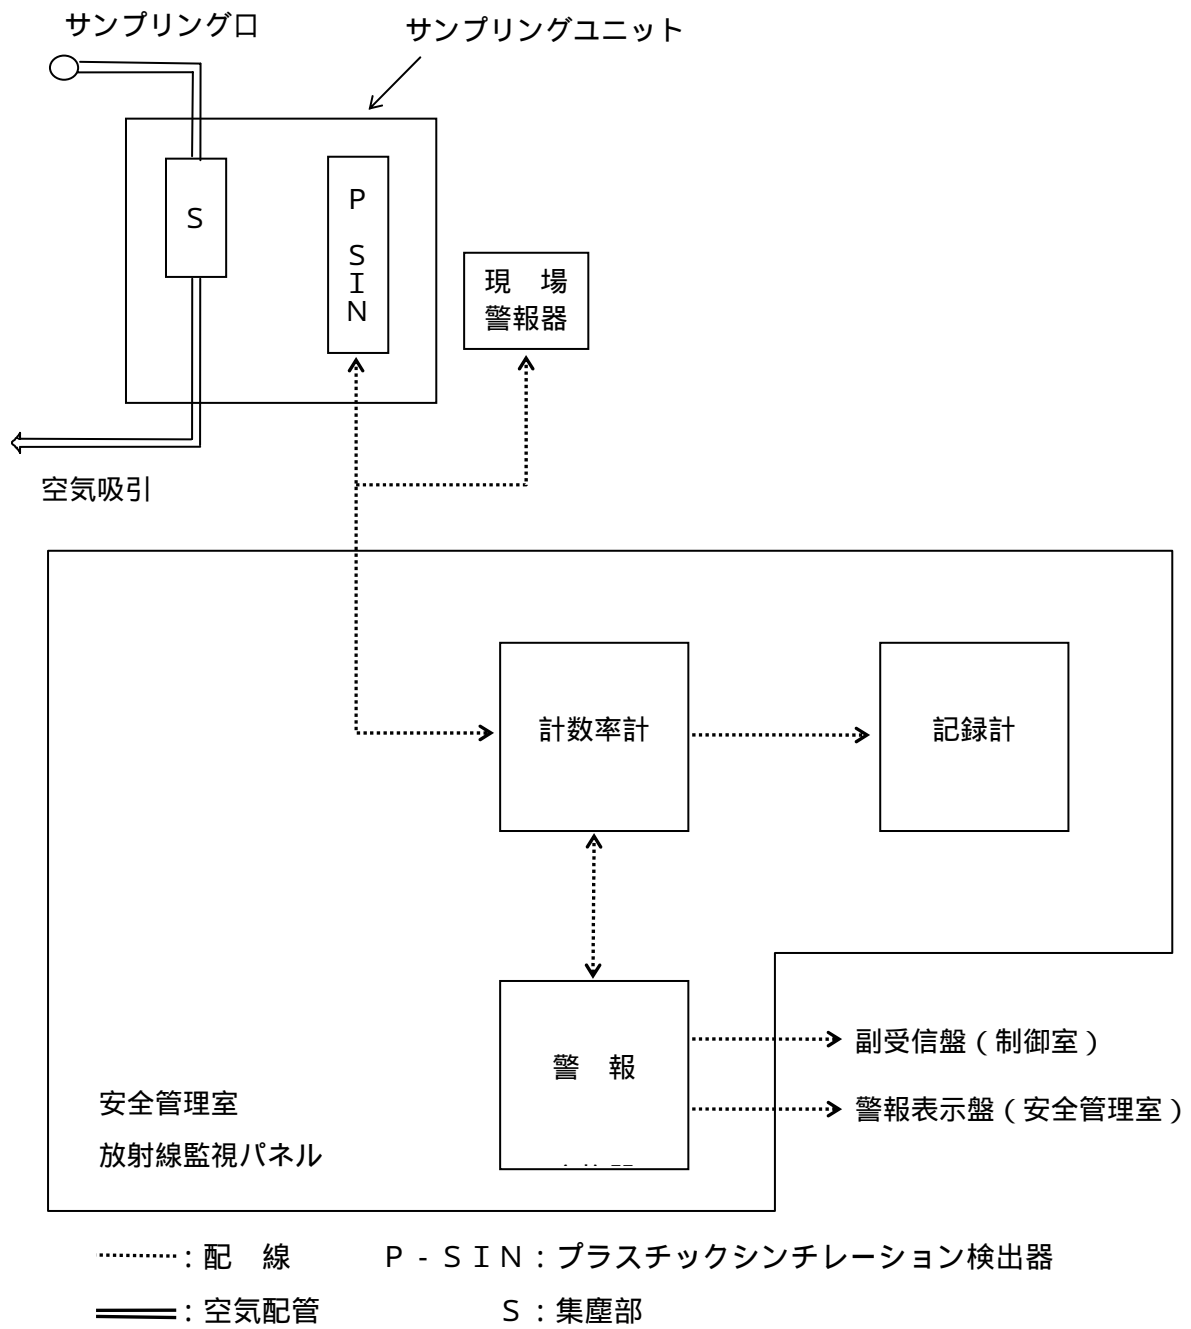 サンプリング口
サンプリングユニット
S
P
S
I
N
現　場
警報器
空気吸引
計数率計
記録計
警　報
副受信盤（制御室）
警報表示盤（安全管理室）
安全管理室
放射線監視パネル
：配　線
Ｐ‐ＳＩＮ：プラスチックシンチレーション検出器
：空気配管
Ｓ：集塵部